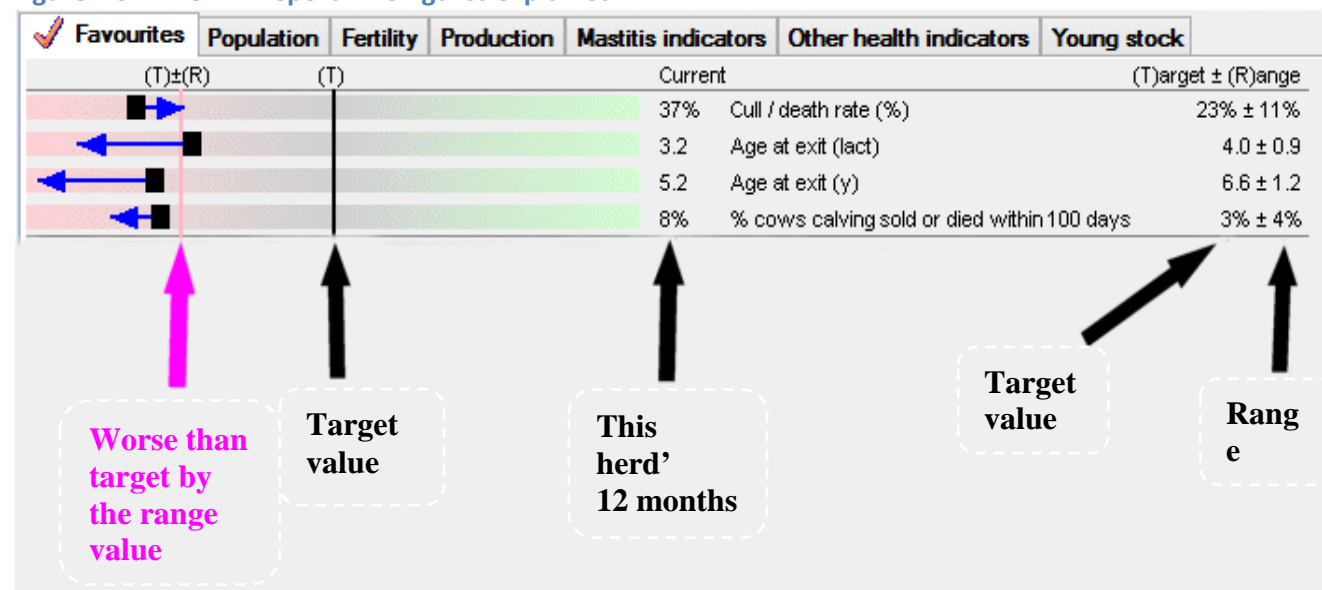 Favourites Population Fertility Production Mastitis indicators Other health indicators Young stock
(T)±(R) (T) Current (T)arget ± (R)ange
37% Cull / death rate (%) 23% ± 11%
3.2 Age at exit (lact) 4.0 ± 0.9
5.2 Age at exit (y) 6.6 ± 1.2
8% % cows calving sold or died within 100 days 3% ± 4%
Worse than
target by
the range
value
Target
value
This
herd’
12 months
Target
value
Rang
e